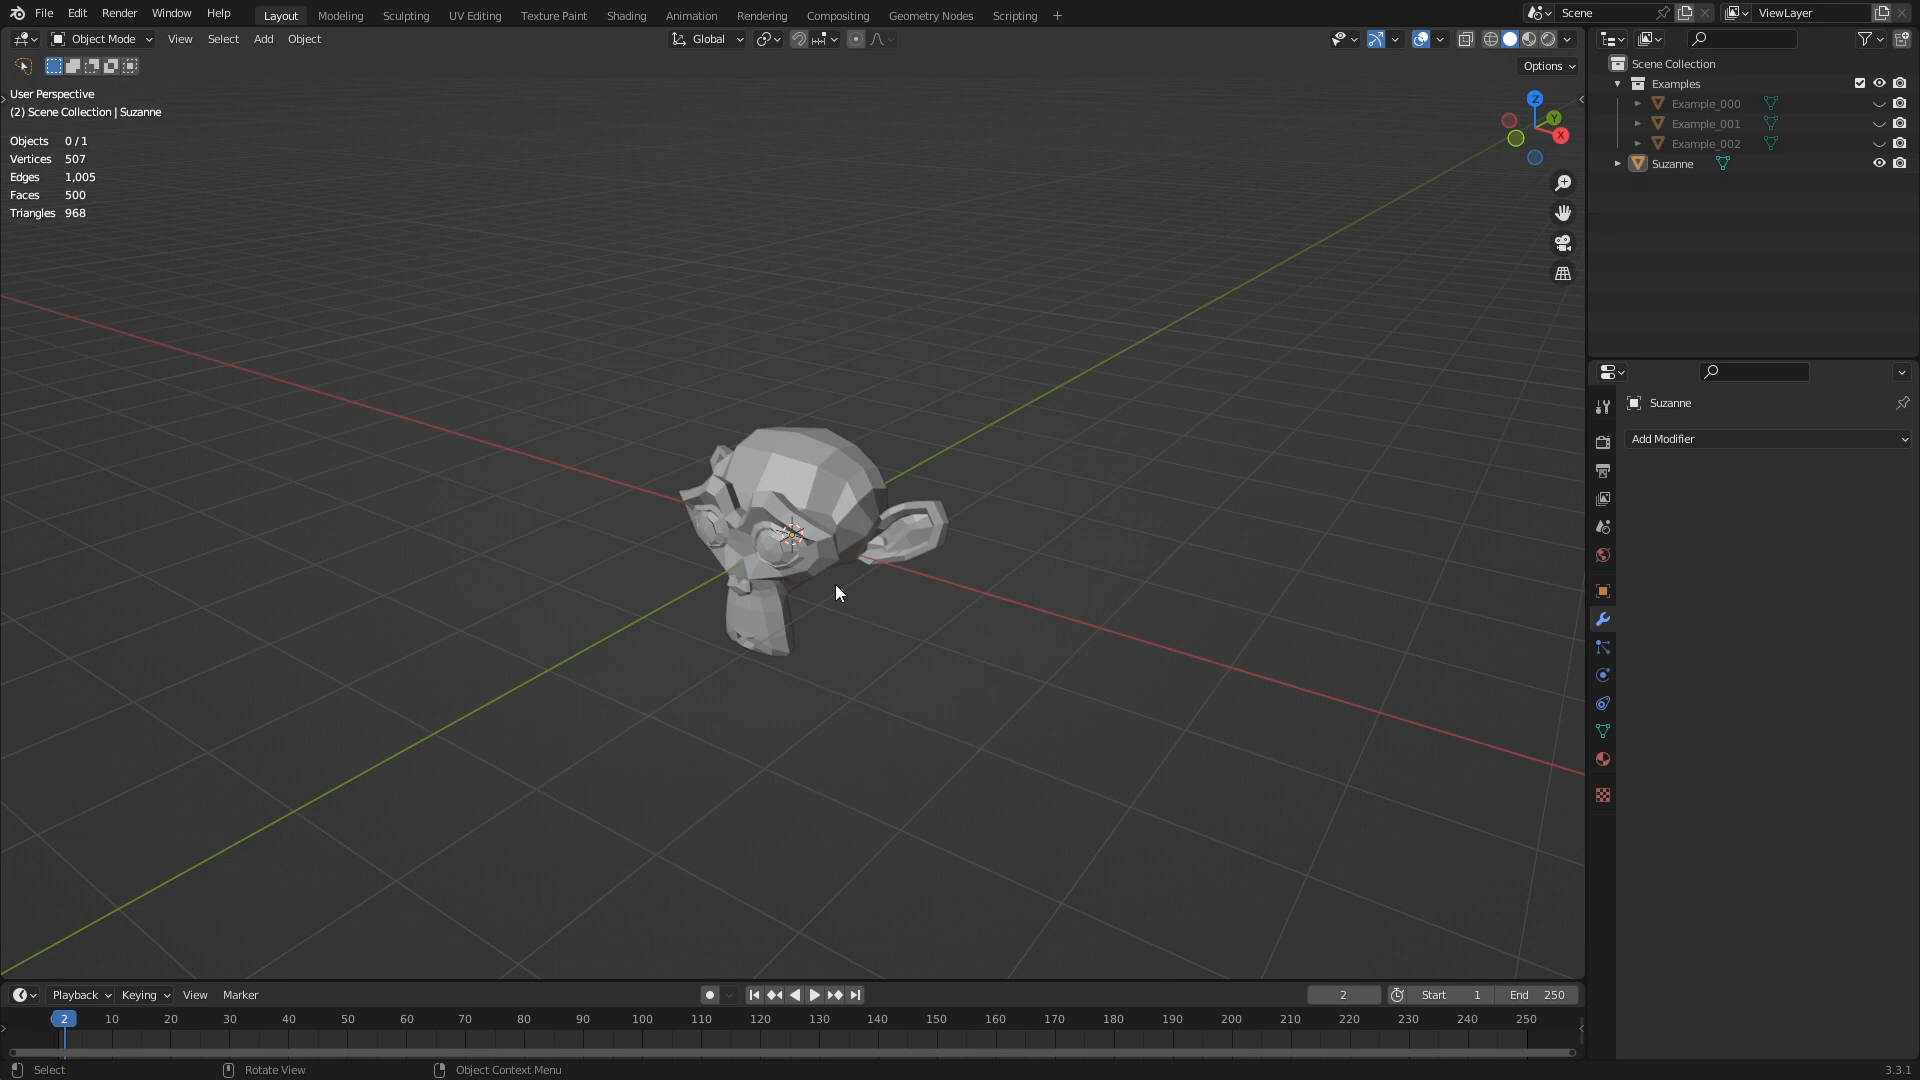 File Edit Render Window Help Layout Modeling Sculpting UV Editing Texture Paint Shading Animation Rendering Compositing Geometry Nodes Scripting + Scene ViewLayer
Object Mode View Select Add Object Global
Options
User Perspective
(2) Scene Collection | Suzanne
Objects 0 / 1
Vertices 507
Edges 1,005
Faces 500
Triangles 968
Z
Y
X
Scene Collection
Examples
Example_000
Example_001
Example_002
Suzanne
Suzanne
Add Modifier
Playback Keying View Marker 2 Start 1 End 250
2 10 20 30 40 50 60 70 80 90 100 110 120 130 140 150 160 170 180 190 200 210 220 230 240 250
Select Rotate View Object Context Menu 3.3.1